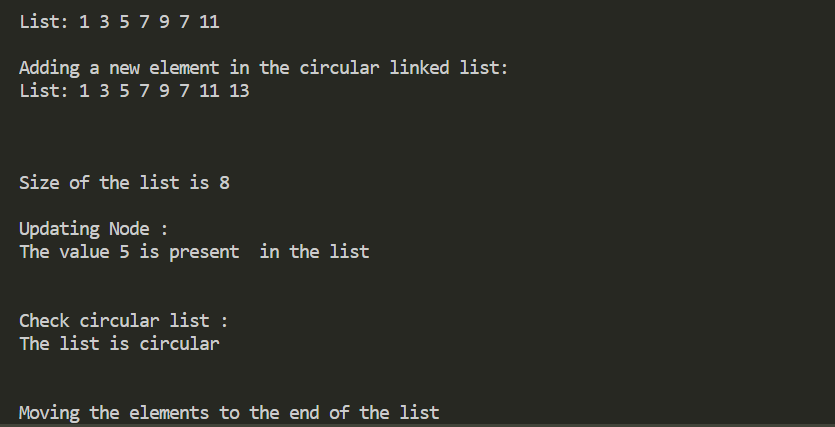 List: 1 3 5 7 9 7 11
Adding a new element in the circular linked list:
List: 1 3 5 7 9 7 11 13
Size of the list is 8
Updating Node :
The value 5 is present  in the list
Check circular list :
The list is circular
Moving the elements to the end of the list